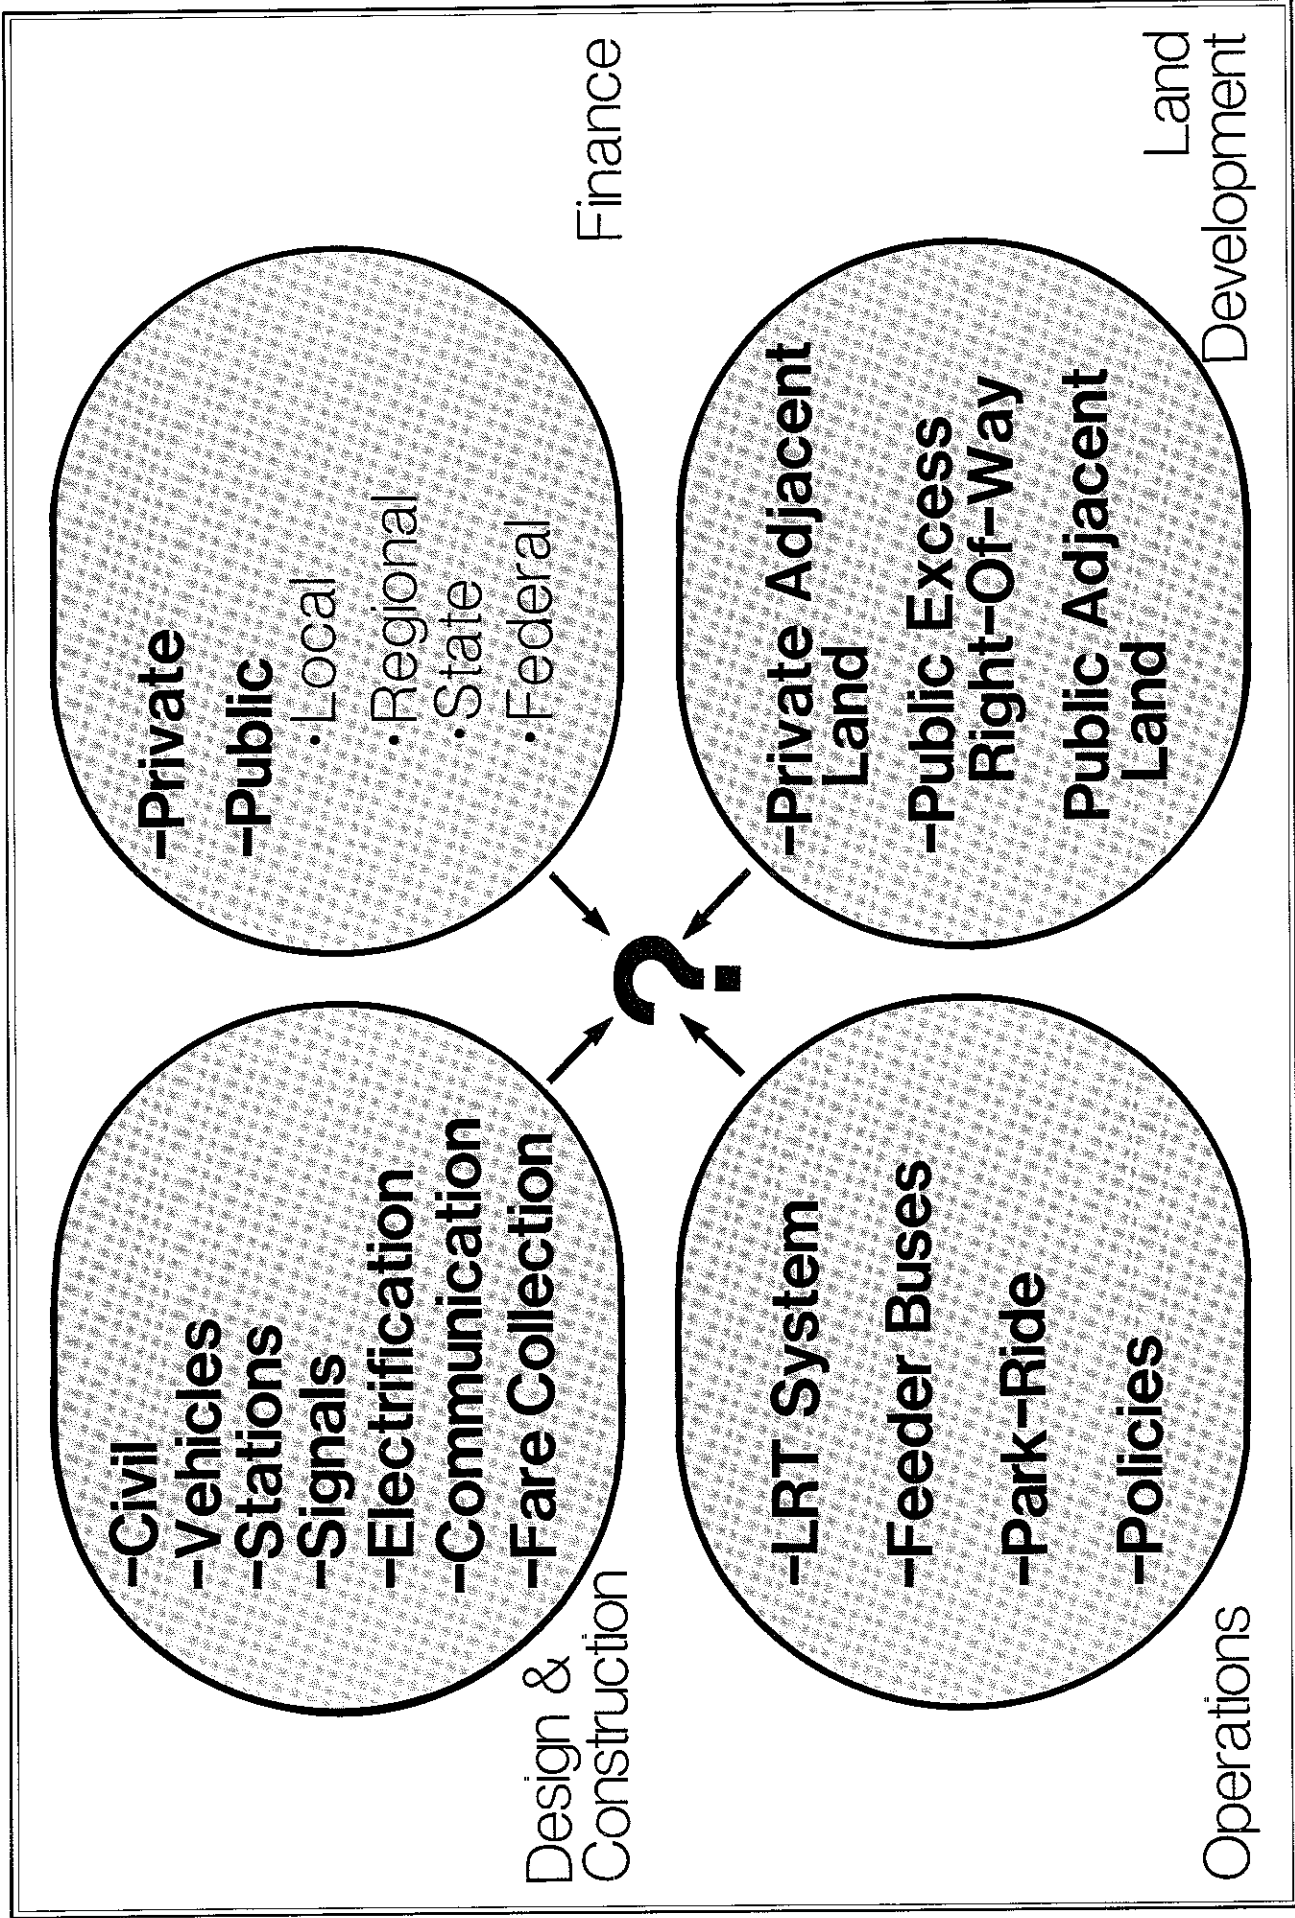 -Civil
-Vehicles
-Stations
-Signals
-Electrification
-Communication
-Fare Collection
Design &
Construction
-Private
-Public
· Local
· Regional
· State
· Federal
Finance
?
-LRT System
-Feeder Buses
-Park-Ride
-Policies
Operations
-Private Adjacent
Land
-Public Excess
Right-Of-Way
Public Adjacent
Land
Land
Development